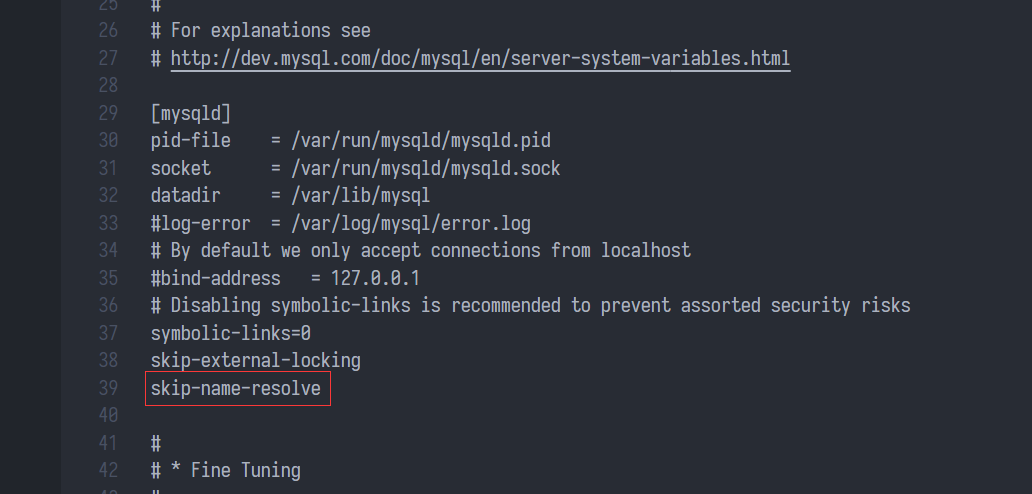 25 #
26 # For explanations see
27 # http://dev.mysql.com/doc/mysql/en/server-system-variables.html
28
29 [mysqld]
30 pid-file    = /var/run/mysqld/mysqld.pid
31 socket      = /var/run/mysqld/mysqld.sock
32 datadir     = /var/lib/mysql
33 #log-error  = /var/log/mysql/error.log
34 # By default we only accept connections from localhost
35 #bind-address   = 127.0.0.1
36 # Disabling symbolic-links is recommended to prevent assorted security risks
37 symbolic-links=0
38 skip-external-locking
39 skip-name-resolve
40
41 #
42 # * Fine Tuning
43 #